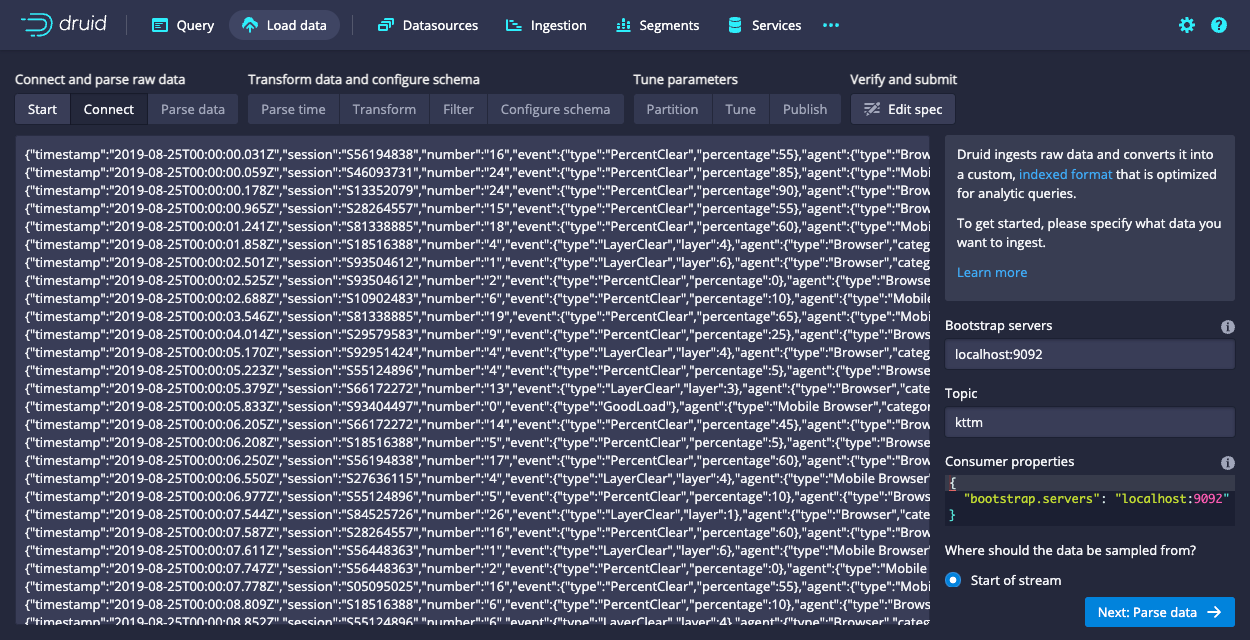 druid Query Load data Datasources Ingestion Segments Services
Connect and parse raw data Transform data and configure schema Tune parameters Verify and submit
Start Connect Parse data Parse time Transform Filter Configure schema Partition Tune Publish Edit spec
{"timestamp":"2019-08-25T00:00:00.031Z","session":"S56194838","number":"16","event":{"type":"PercentClear","percentage":55},"agent":{"type":"Brow
{"timestamp":"2019-08-25T00:00:00.059Z","session":"S46093731","number":"24","event":{"type":"PercentClear","percentage":85},"agent":{"type":"Mobi
{"timestamp":"2019-08-25T00:00:00.178Z","session":"S13352079","number":"24","event":{"type":"PercentClear","percentage":90},"agent":{"type":"Brow
{"timestamp":"2019-08-25T00:00:00.965Z","session":"S28264557","number":"15","event":{"type":"PercentClear","percentage":55},"agent":{"type":"Brow
{"timestamp":"2019-08-25T00:00:01.241Z","session":"S81338885","number":"18","event":{"type":"PercentClear","percentage":60},"agent":{"type":"Mobi
{"timestamp":"2019-08-25T00:00:01.858Z","session":"S18516388","number":"4","event":{"type":"LayerClear","layer":4},"agent":{"type":"Browser","categ
{"timestamp":"2019-08-25T00:00:02.501Z","session":"S93504612","number":"1","event":{"type":"LayerClear","layer":6},"agent":{"type":"Browser","categ
{"timestamp":"2019-08-25T00:00:02.525Z","session":"S93504612","number":"2","event":{"type":"PercentClear","percentage":0},"agent":{"type":"Browse
{"timestamp":"2019-08-25T00:00:02.688Z","session":"S10902483","number":"6","event":{"type":"PercentClear","percentage":10},"agent":{"type":"Mobile
{"timestamp":"2019-08-25T00:00:03.546Z","session":"S81338885","number":"19","event":{"type":"PercentClear","percentage":65},"agent":{"type":"Mobi
{"timestamp":"2019-08-25T00:00:04.014Z","session":"S29579583","number":"9","event":{"type":"PercentClear","percentage":25},"agent":{"type":"Brows
{"timestamp":"2019-08-25T00:00:05.170Z","session":"S92951424","number":"4","event":{"type":"LayerClear","layer":4},"agent":{"type":"Browser","categ
{"timestamp":"2019-08-25T00:00:05.223Z","session":"S55124896","number":"4","event":{"type":"PercentClear","percentage":5},"agent":{"type":"Browse
{"timestamp":"2019-08-25T00:00:05.379Z","session":"S66172272","number":"13","event":{"type":"LayerClear","layer":3},"agent":{"type":"Browser","cate
{"timestamp":"2019-08-25T00:00:05.833Z","session":"S93404497","number":"0","event":{"type":"GoodLoad"},"agent":{"type":"Mobile Browser","categor
{"timestamp":"2019-08-25T00:00:06.205Z","session":"S66172272","number":"14","event":{"type":"PercentClear","percentage":45},"agent":{"type":"Brow
{"timestamp":"2019-08-25T00:00:06.208Z","session":"S18516388","number":"5","event":{"type":"PercentClear","percentage":5},"agent":{"type":"Browse
{"timestamp":"2019-08-25T00:00:06.250Z","session":"S56194838","number":"17","event":{"type":"PercentClear","percentage":60},"agent":{"type":"Brow
{"timestamp":"2019-08-25T00:00:06.550Z","session":"S27636115","number":"4","event":{"type":"LayerClear","layer":4},"agent":{"type":"Mobile Browser
{"timestamp":"2019-08-25T00:00:06.977Z","session":"S55124896","number":"5","event":{"type":"PercentClear","percentage":10},"agent":{"type":"Brows
{"timestamp":"2019-08-25T00:00:07.544Z","session":"S84525726","number":"26","event":{"type":"LayerClear","layer":1},"agent":{"type":"Browser","cate
{"timestamp":"2019-08-25T00:00:07.587Z","session":"S28264557","number":"16","event":{"type":"PercentClear","percentage":60},"agent":{"type":"Brow
{"timestamp":"2019-08-25T00:00:07.611Z","session":"S56448363","number":"1","event":{"type":"LayerClear","layer":6},"agent":{"type":"Mobile Browser
{"timestamp":"2019-08-25T00:00:07.747Z","session":"S56448363","number":"2","event":{"type":"PercentClear","percentage":0},"agent":{"type":"Mobile
{"timestamp":"2019-08-25T00:00:07.778Z","session":"S05095025","number":"16","event":{"type":"PercentClear","percentage":55},"agent":{"type":"Mobi
{"timestamp":"2019-08-25T00:00:08.809Z","session":"S18516388","number":"6","event":{"type":"PercentClear","percentage":10},"agent":{"type":"Brows
{"timestamp":"2019-08-25T00:00:08.852Z","session":"S55124896","number":"6","event":{"type":"LayerClear","layer":4},"agent":{"type":"Browser","categ
Druid ingests raw data and converts it into
a custom, indexed format that is optimized
for analytic queries.
To get started, please specify what data you
want to ingest.
Learn more
Bootstrap servers
localhost:9092
Topic
kttm
Consumer properties
{
"bootstrap.servers": "localhost:9092"
}
Where should the data be sampled from?
Start of stream
Next: Parse data